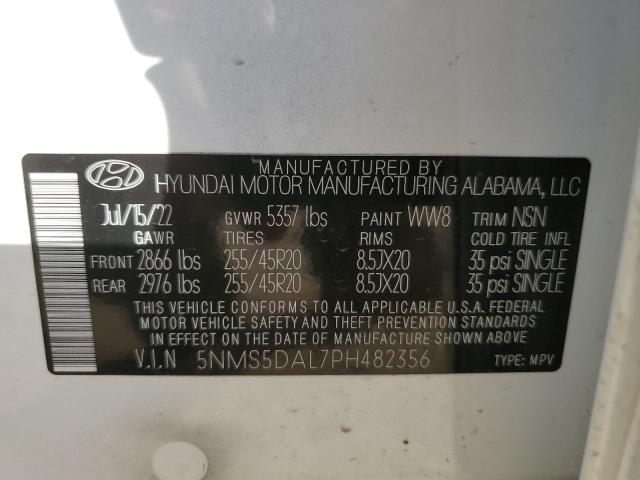 MANUFACTURED BY
HYUNDAI MOTOR MANUFACTURING ALABAMA, LLC
Jul/15/22 GVWR 5357 lbs PAINT WW8 TRIM NSN
GAWR TIRES RIMS COLD TIRE INFL
FRONT 2866 lbs 255/45R20 8.5JX20 35 psi SINGLE
REAR 2976 lbs 255/45R20 8.5JX20 35 psi SINGLE
THIS VEHICLE CONFORMS TO ALL APPLICABLE U.S.A. FEDERAL
MOTOR VEHICLE SAFETY AND THEFT PREVENTION STANDARDS
IN EFFECT ON THE DATE OF MANUFACTURE SHOWN ABOVE.
V.I.N 5NMS5DAL7PH482356 TYPE: MPV